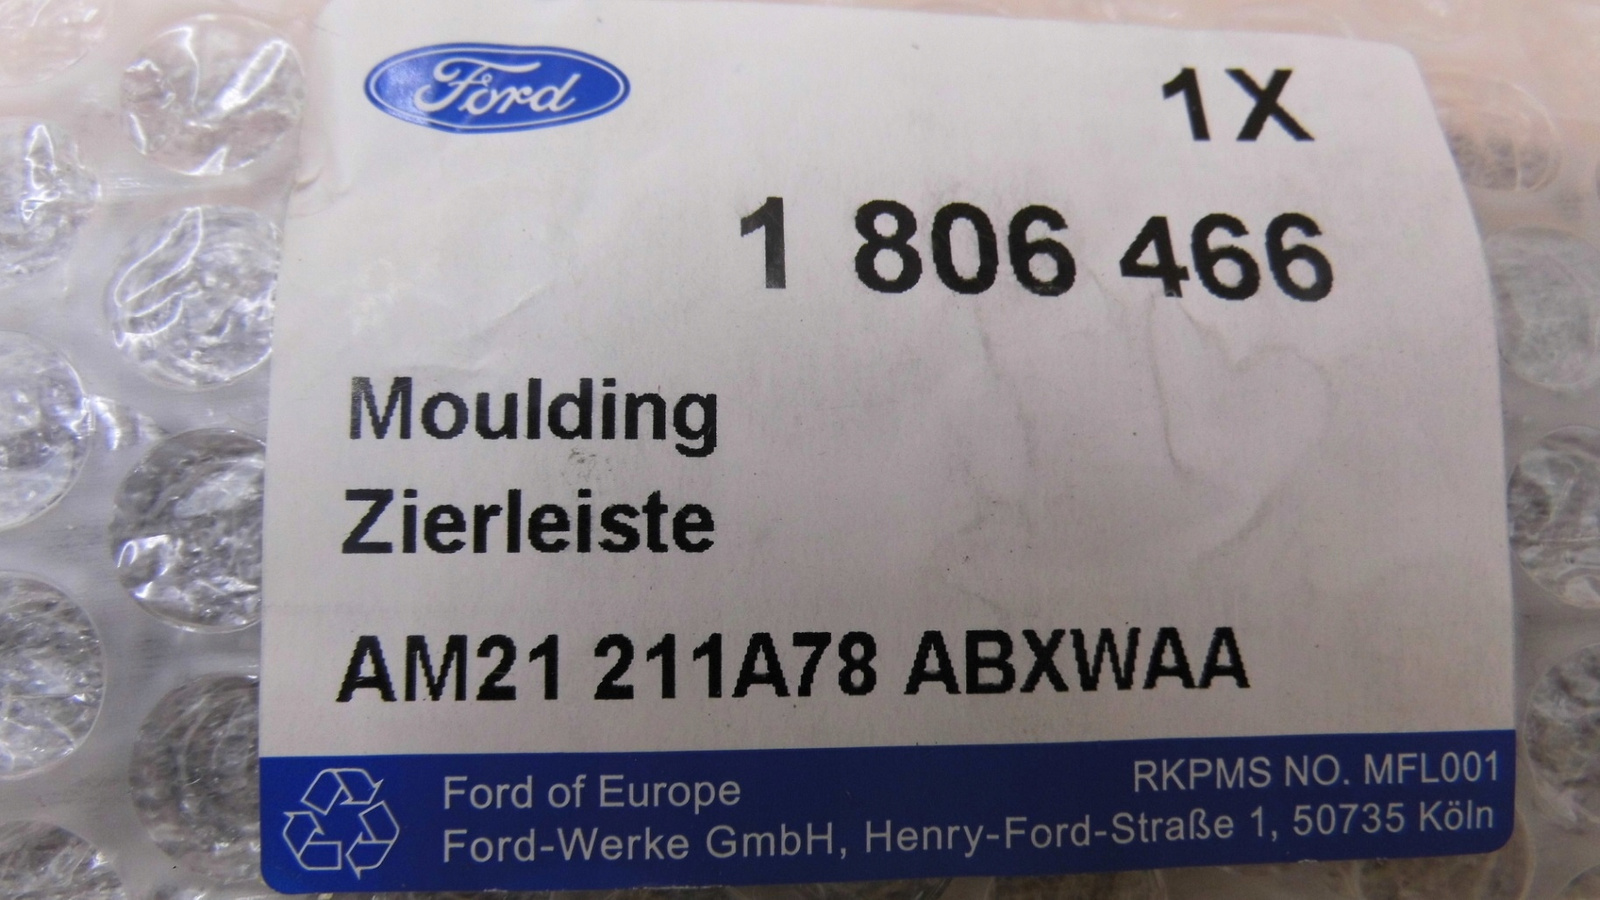 Ford
1X
1 806 466
Moulding
Zierleiste
AM21 211A78 ABXWAA
RKPMS NO. MFL001
Ford of Europe
Ford-Werke GmbH, Henry-Ford-Straße 1, 50735 Köln